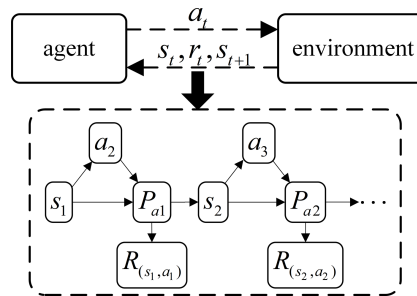 a_t
agent
environment
s_t, r_t, s_{t+1}
a_2
a_3
s_1
P_{a1}
s_2
P_{a2}
...
R_{(s_1,a_1)}
R_{(s_2,a_2)}